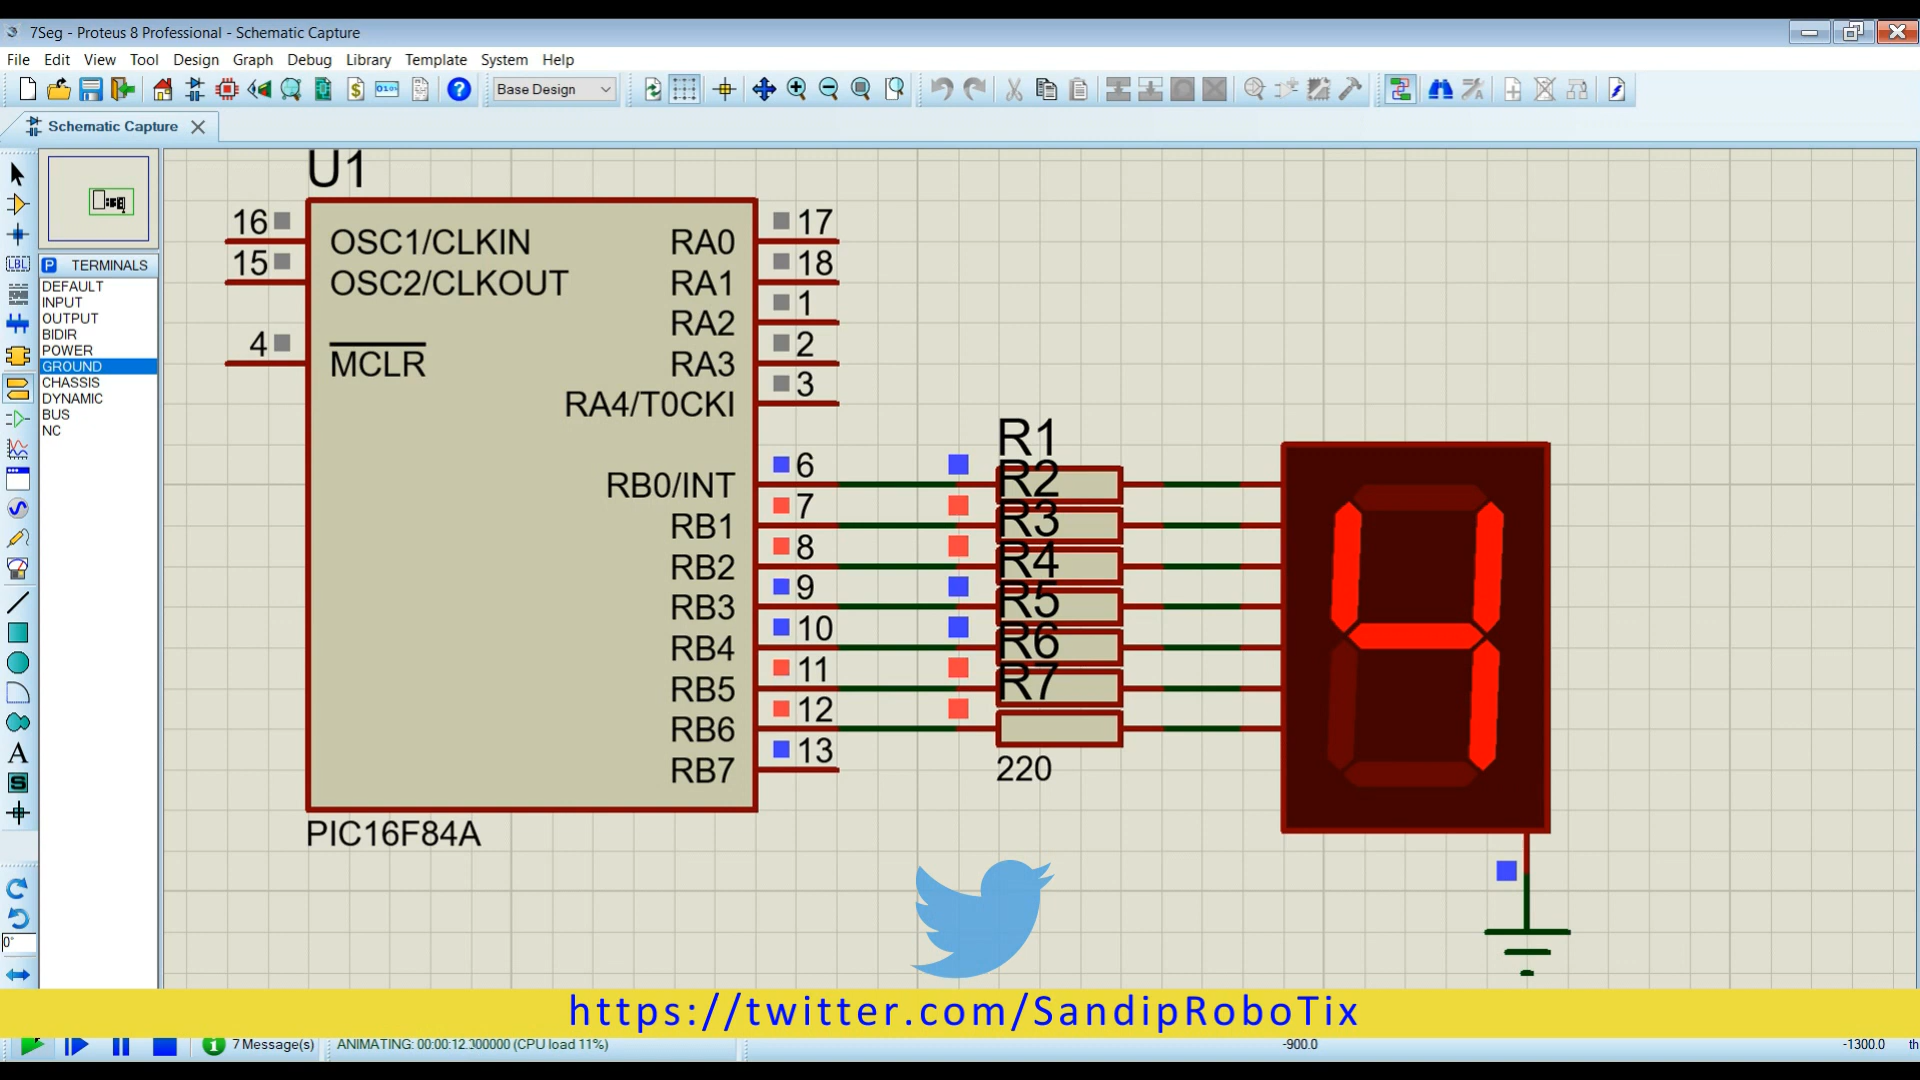 7Seg - Proteus 8 Professional - Schematic Capture
File Edit View Tool Design Graph Debug Library Template System Help
Base Design
Schematic Capture
U1
16
15
4
OSC1/CLKIN
OSC2/CLKOUT
MCLR
RA0
RA1
RA2
RA3
RA4/T0CKI
RB0/INT
RB1
RB2
RB3
RB4
RB5
RB6
RB7
17
18
1
2
3
6
7
8
9
10
11
12
13
PIC16F84A
R1
R2
R3
R4
R5
R6
R7
220
LBL
P TERMINALS
DEFAULT
INPUT
OUTPUT
BIDIR
POWER
GROUND
CHASSIS
DYNAMIC
BUS
NC
A
S
0°
https://twitter.com/SandipRoboTix
7 Message(s)
ANIMATING: 00:00:12.300000 (CPU load 11%)
-900.0
-1300.0
th